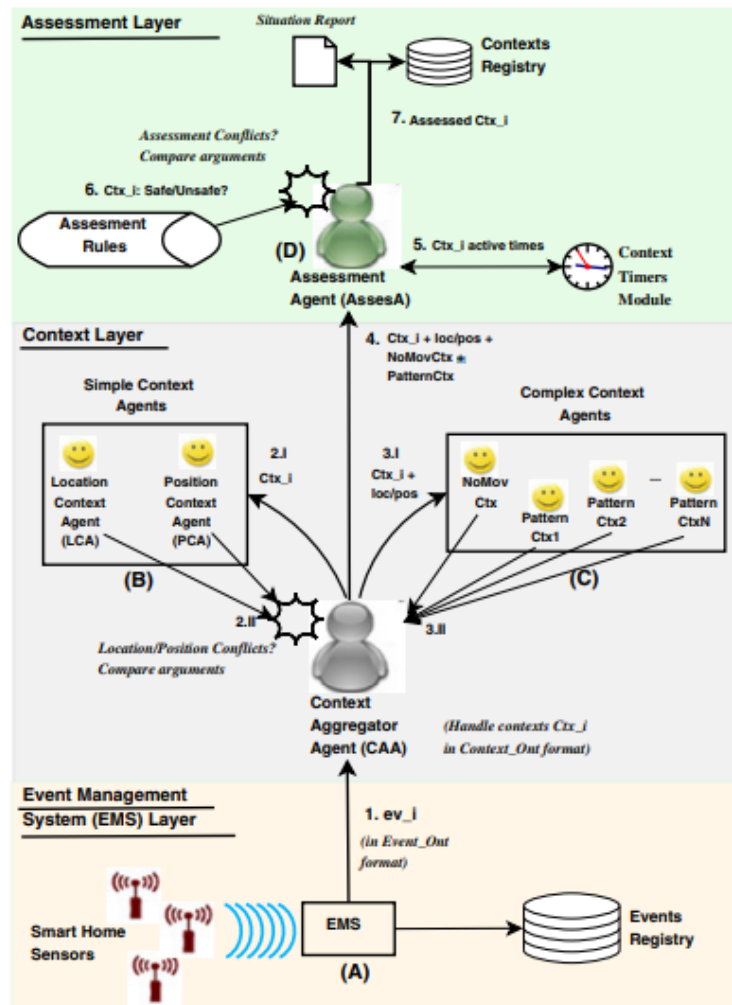 Assessment Layer
Situation Report
Contexts
Registry
7. Assessed Ctx_i
Assessment Conflicts?
Compare arguments
6. Ctx_i: Safe/Unsafe?
Assesment
Rules
(D)
Assessment
Agent (AssesA)
5. Ctx_i active times
Context
Timers
Module
Context Layer
4. Ctx_i + loc/pos +
NoMovCtx +
PatternCtx
Simple Context
Agents
Complex Context
Agents
Location
Context
Agent
(LCA)
Position
Context
Agent
(PCA)
(B)
2.I
Ctx_i
3.I
Ctx_i +
loc/pos
NoMov
Ctx
Pattern
Ctx1
Pattern
Ctx2
...
Pattern
CtxN
(C)
2.II
3.II
Location/Position Conflicts?
Compare arguments
Context
Aggregator
Agent (CAA)
(Handle contexts Ctx_i
in Context_Ont format)
Event Management
System (EMS) Layer
1. ev_i
(in Event_Ont
format)
Smart Home
Sensors
EMS
(A)
Events
Registry